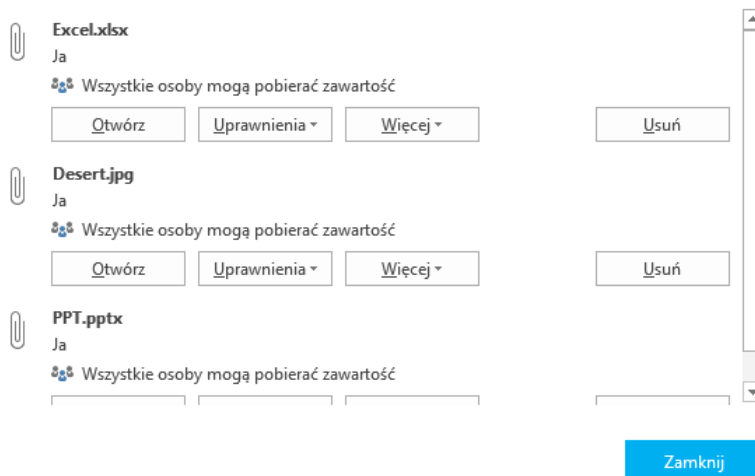 Excel.xlsx
Ja
Wszystkie osoby mogą pobierać zawartość
Otwórz Uprawnienia Więcej Usuń
Desert.jpg
Ja
Wszystkie osoby mogą pobierać zawartość
Otwórz Uprawnienia Więcej Usuń
PPT.pptx
Ja
Wszystkie osoby mogą pobierać zawartość
Zamknij